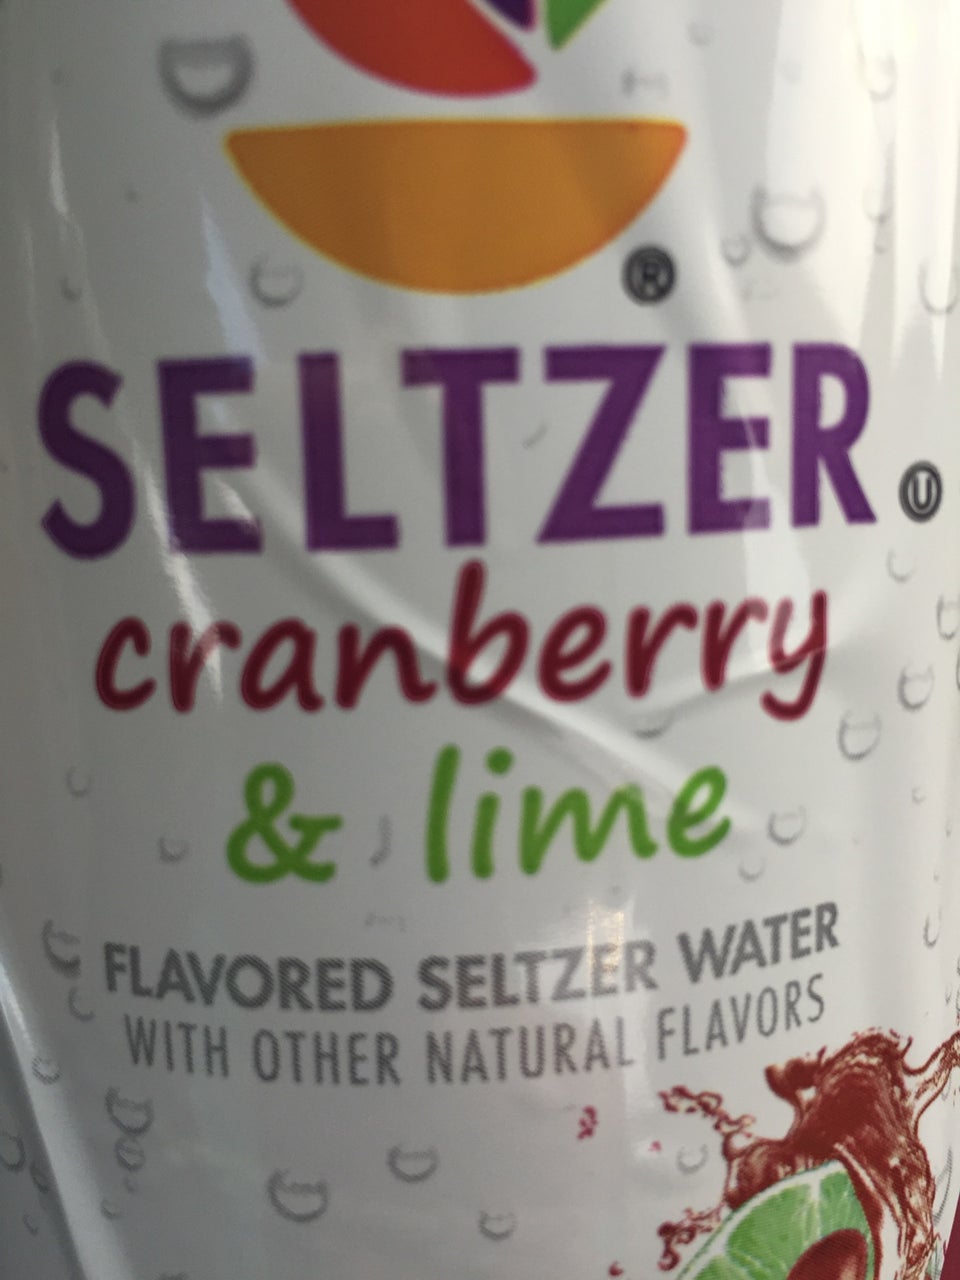 ®
SELTZER Ⓤ
cranberry
& lime
FLAVORED SELTZER WATER
WITH OTHER NATURAL FLAVORS